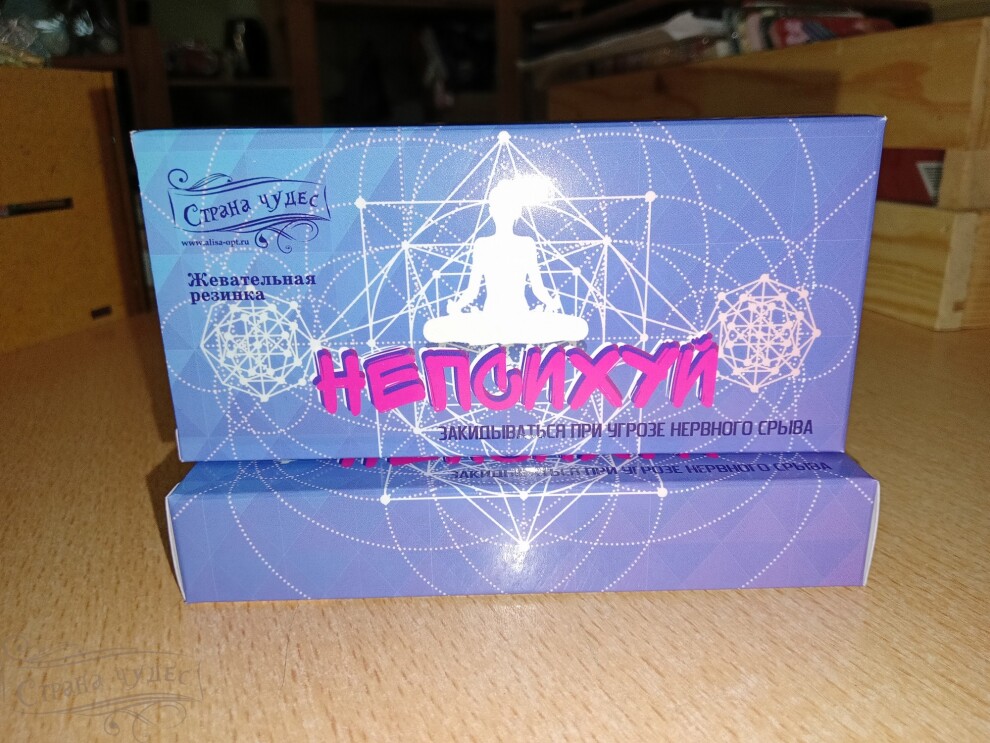 Страна чудес
www.alisa-opt.ru
Жевательная
резинка
НЕПСИХУЙ
ЗАКИДЫВАТЬСЯ ПРИ УГРОЗЕ НЕРВНОГО СРЫВА
ЗАКИДЫВАТЬСЯ ПРИ УГРОЗЕ НЕРВНОГО СРЫВА
Страна чудес